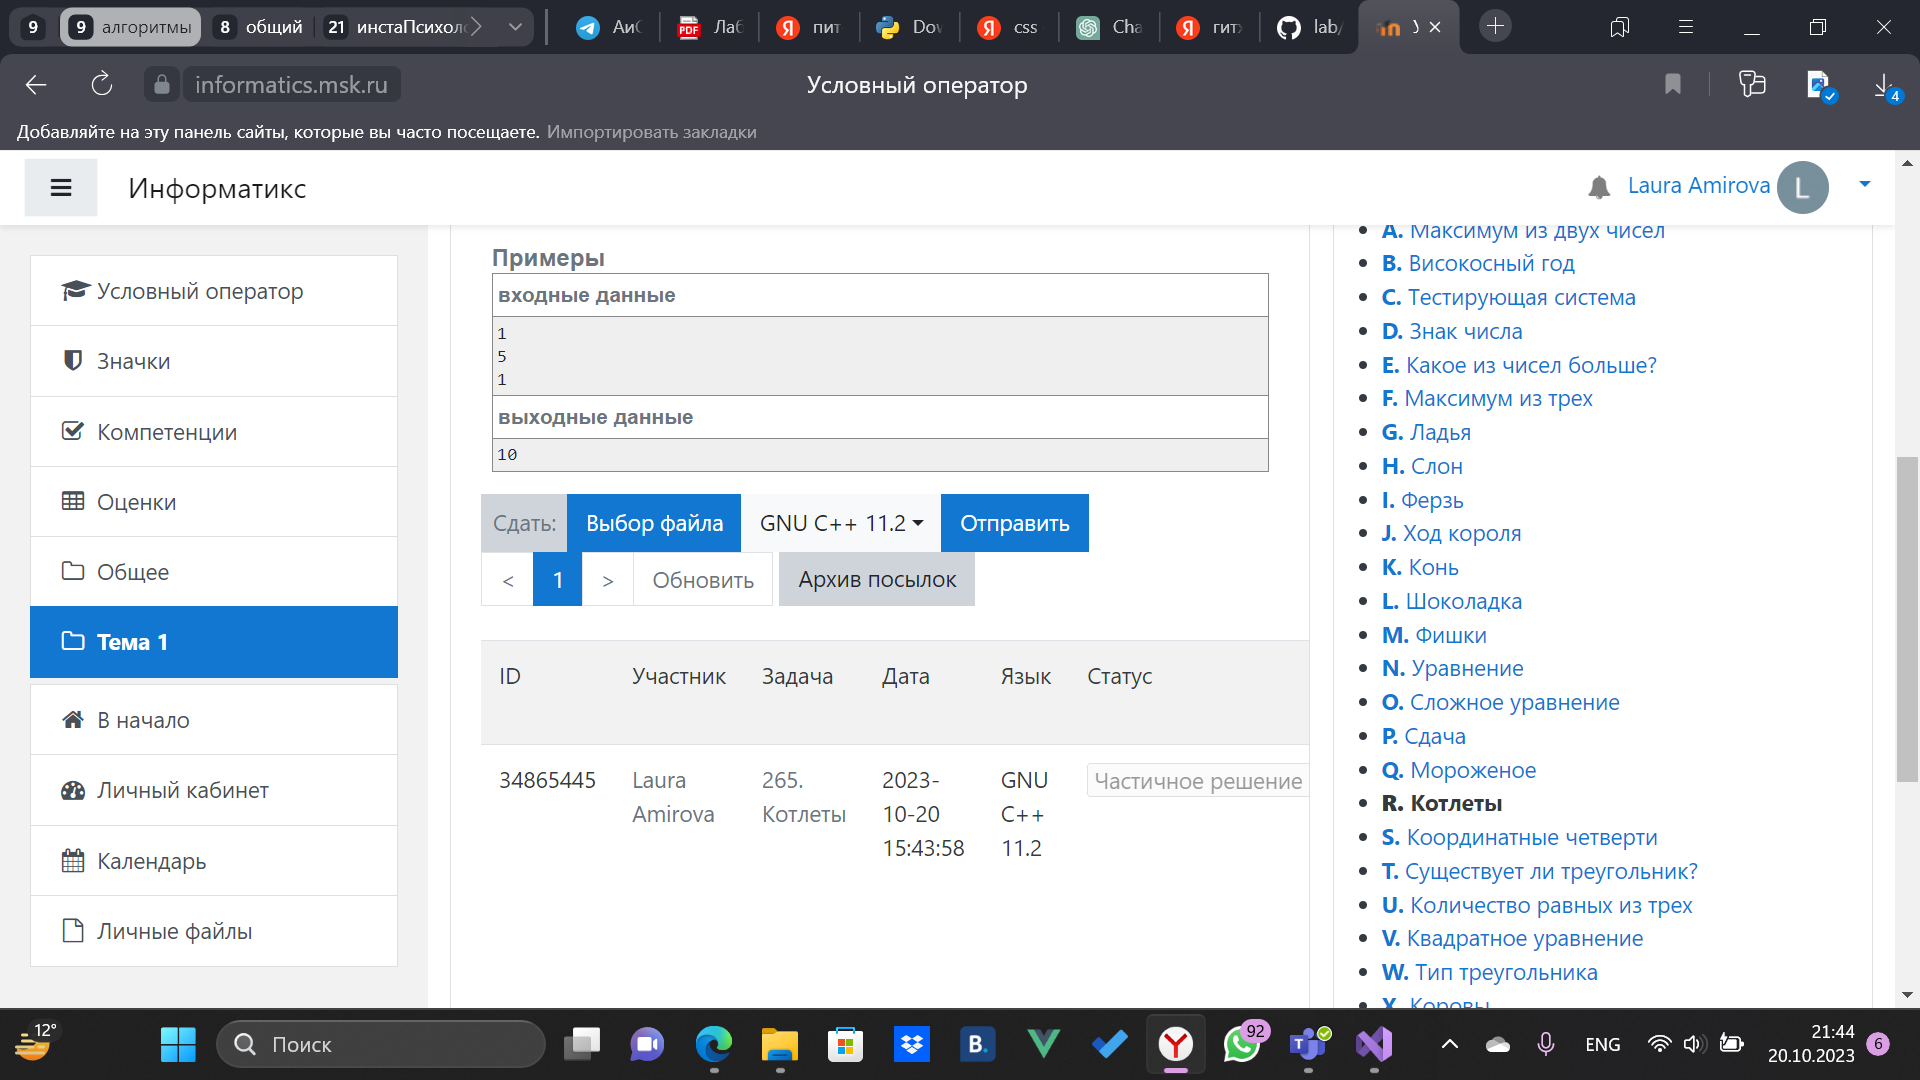 9
9 алгоритмы
8 общий
21 инстаПсихоло
АиС
Лаб
пит
Dow
css
Cha
гитх
lab/
У
informatics.msk.ru
Условный оператор
4
Добавляйте на эту панель сайты, которые вы часто посещаете. Импортировать закладки
Информатикс
Laura Amirova L
Условный оператор
Значки
Компетенции
Оценки
Общее
Тема 1
В начало
Личный кабинет
Календарь
Личные файлы
Примеры
входные данные
1
5
1
выходные данные
10
Сдать: Выбор файла GNU C++ 11.2 Отправить
< 1 > Обновить Архив посылок
ID Участник Задача Дата Язык Статус
34865445 Laura 265. 2023- GNU Частичное решение
Amirova Котлеты 10-20 C++
15:43:58 11.2
A. Максимум из двух чисел
B. Високосный год
C. Тестирующая система
D. Знак числа
E. Какое из чисел больше?
F. Максимум из трех
G. Ладья
H. Слон
I. Ферзь
J. Ход короля
K. Конь
L. Шоколадка
M. Фишки
N. Уравнение
O. Сложное уравнение
P. Сдача
Q. Мороженое
R. Котлеты
S. Координатные четверти
T. Существует ли треугольник?
U. Количество равных из трех
V. Квадратное уравнение
W. Тип треугольника
X. Коровы
12°
Поиск
B.
92
ENG
21:44
20.10.2023
6